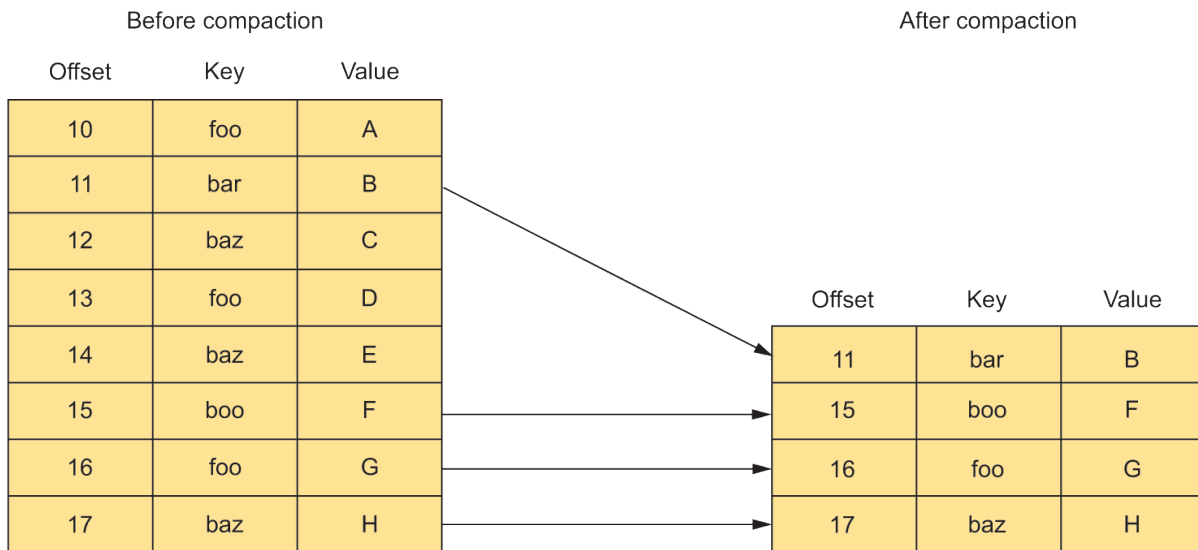 Before compaction
After compaction
Offset Key Value
10 foo A
11 bar B
12 baz C
13 foo D
14 baz E
15 boo F
16 foo G
17 baz H
Offset Key Value
11 bar B
15 boo F
16 foo G
17 baz H